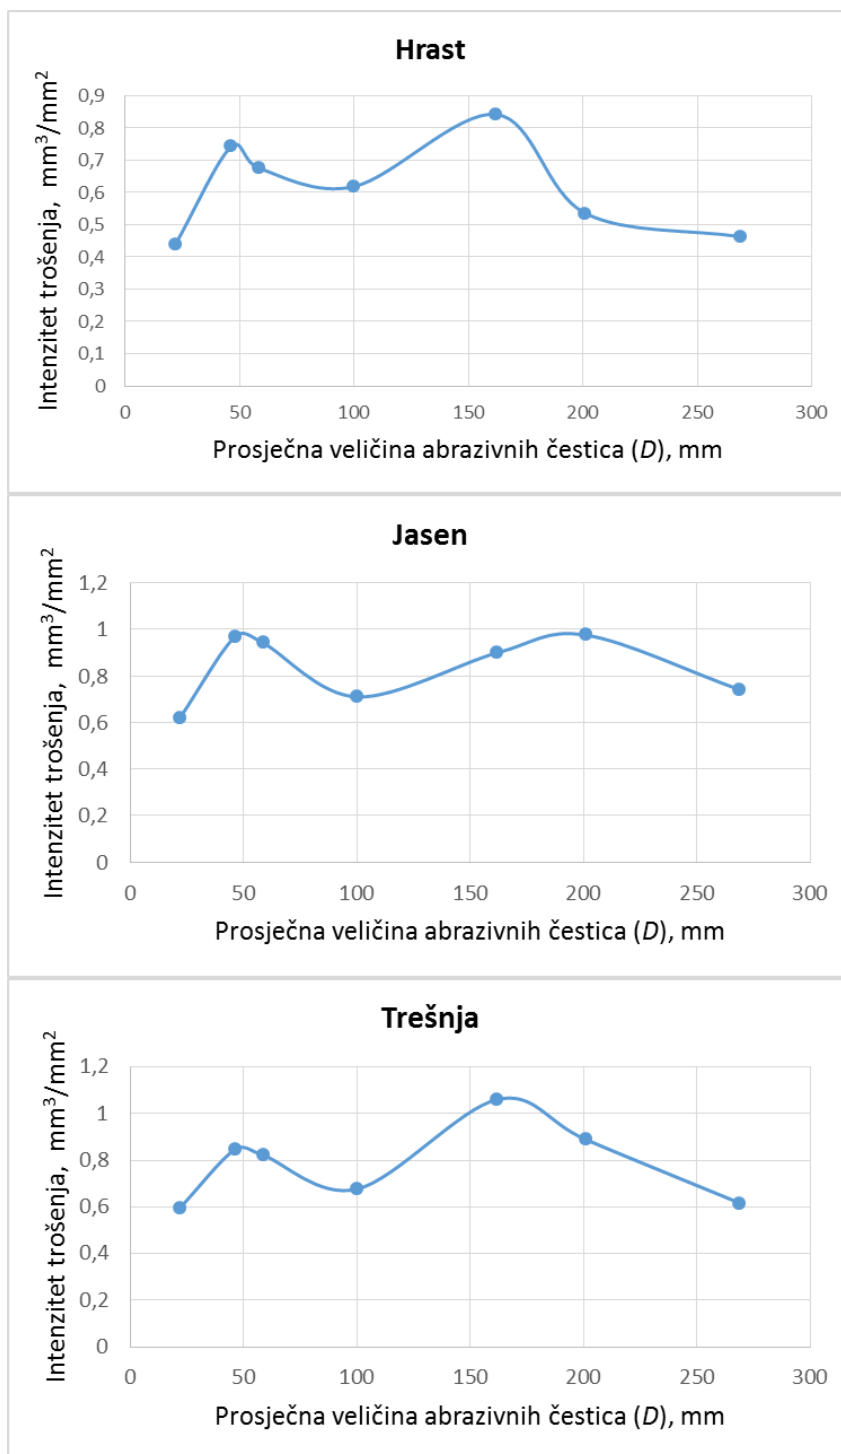 Hrast
Intenzitet trošenja, mm³/mm²
0,9
0,8
0,7
0,6
0,5
0,4
0,3
0,2
0,1
0
0 50 100 150 200 250 300
Prosječna veličina abrazivnih čestica (D), mm
Jasen
Intenzitet trošenja, mm³/mm²
1,2
1
0,8
0,6
0,4
0,2
0
0 50 100 150 200 250 300
Prosječna veličina abrazivnih čestica (D), mm
Trešnja
Intenzitet trošenja, mm³/mm²
1,2
1
0,8
0,6
0,4
0,2
0
0 50 100 150 200 250 300
Prosječna veličina abrazivnih čestica (D), mm